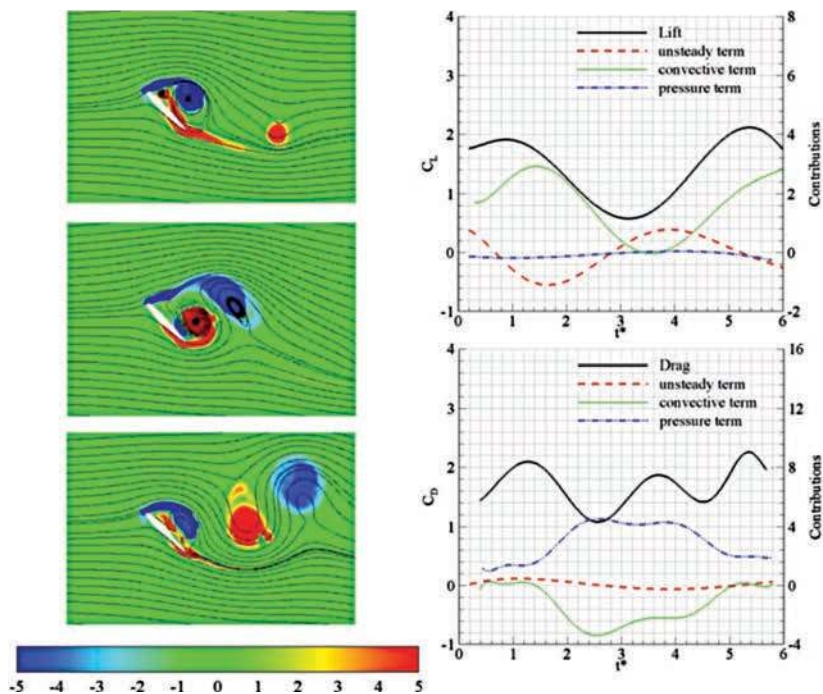 4
3
2
1
0
-1
C_L
Lift
unsteady term
convective term
pressure term
8
6
4
2
0
-2
Contributions
0 1 2 3 4 5 6
t*
4
3
2
1
0
-1
C_D
Drag
unsteady term
convective term
pressure term
16
12
8
4
0
-4
Contributions
0 1 2 3 4 5 6
t*
-5 -4 -3 -2 -1 0 1 2 3 4 5